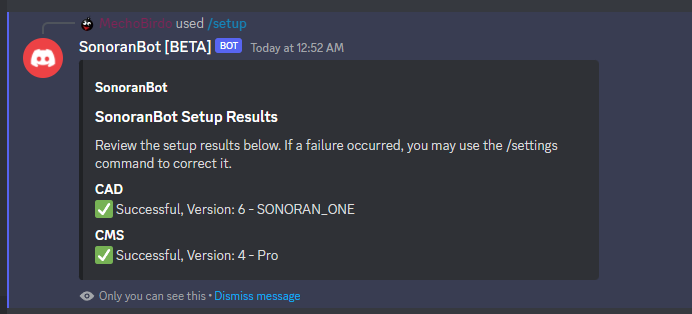 MechoBlob used /setup
SonoranBot [BETA] BOT Today at 12:52 AM
SonoranBot
SonoranBot Setup Results
Review the setup results below. If a failure occurred, you may use the /settings
command to correct it.
CAD
✅ Successful, Version: 6 - SONORAN_ONE
CMS
✅ Successful, Version: 4 - Pro
Only you can see this • Dismiss message